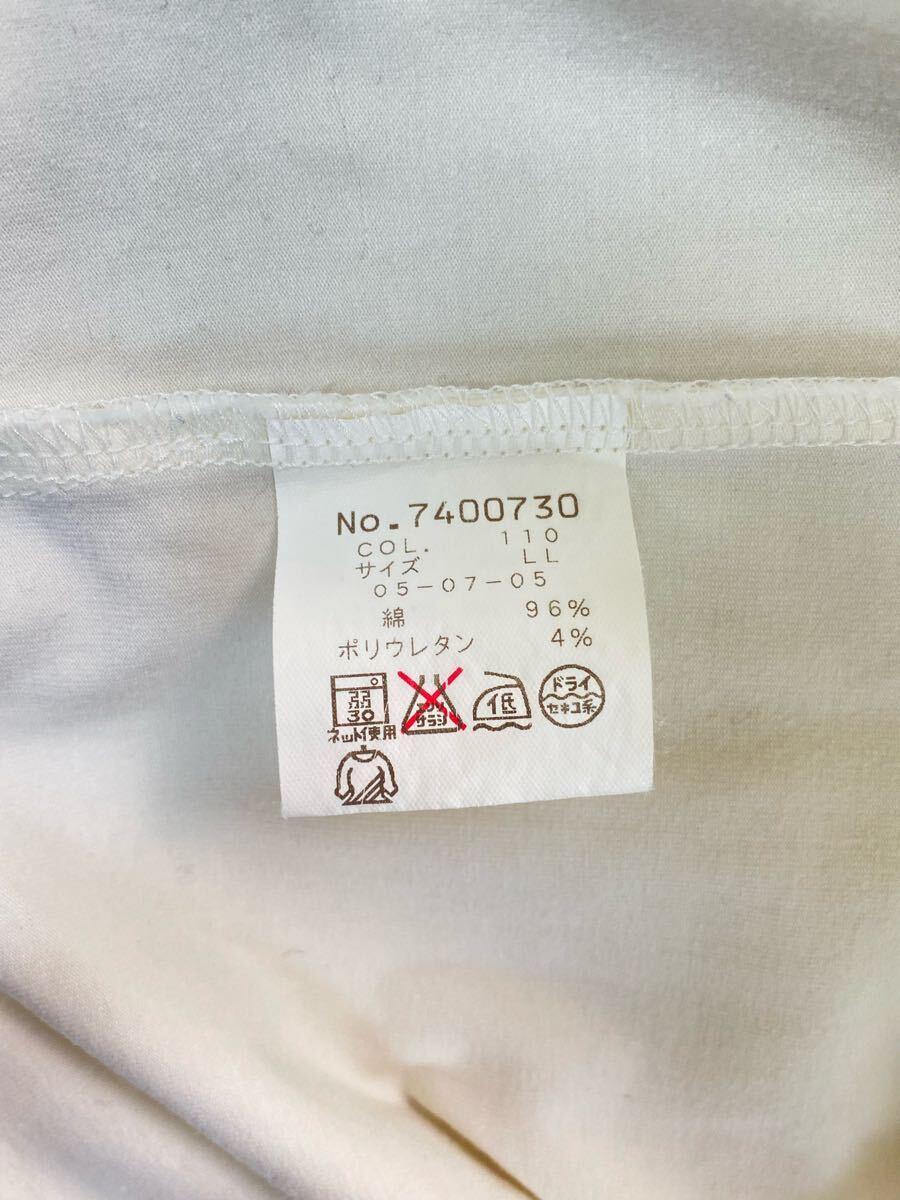 No.7400730
COL. 110
サイズ LL
05-07-05
綿 96%
ポリウレタン 4%
弱 30 エンソサラシ 低 ドライ セキユ系
ネット使用